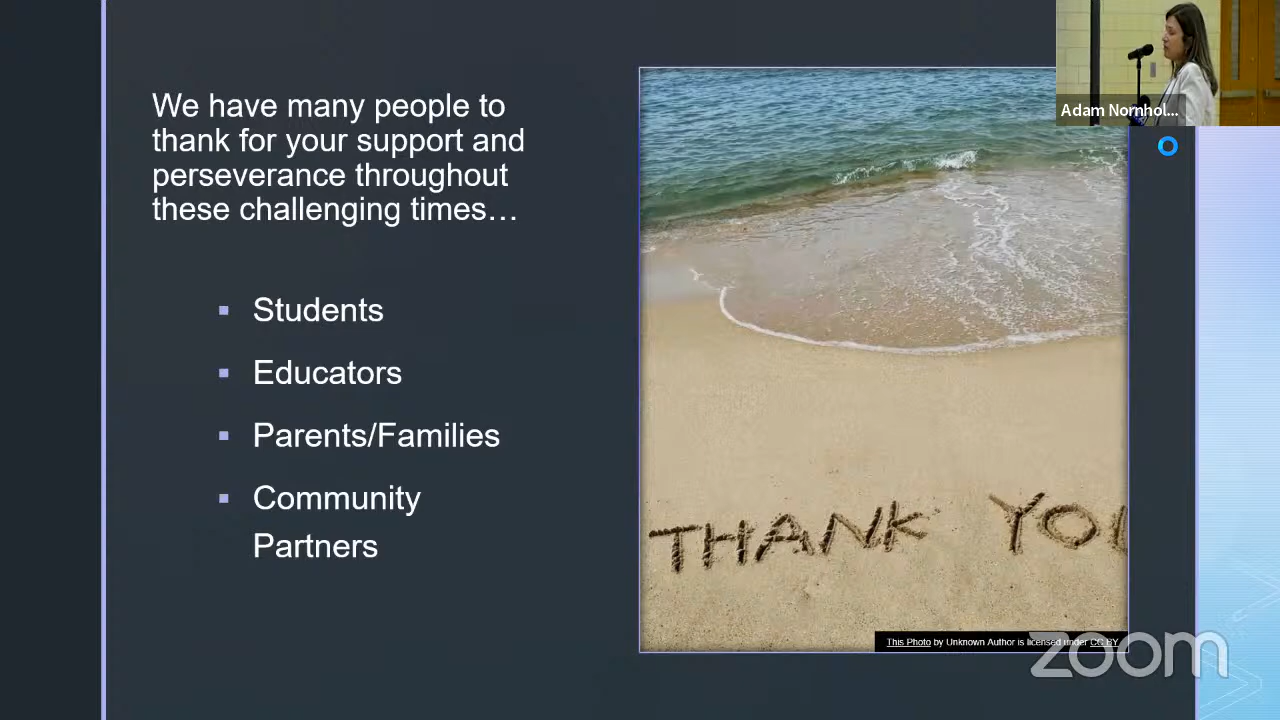 We have many people to
thank for your support and
perseverance throughout
these challenging times…
Students
Educators
Parents/Families
Community
Partners
Adam Nornhol...
THANK YOU
This Photo by Unknown Author is licensed under CC BY
zoom